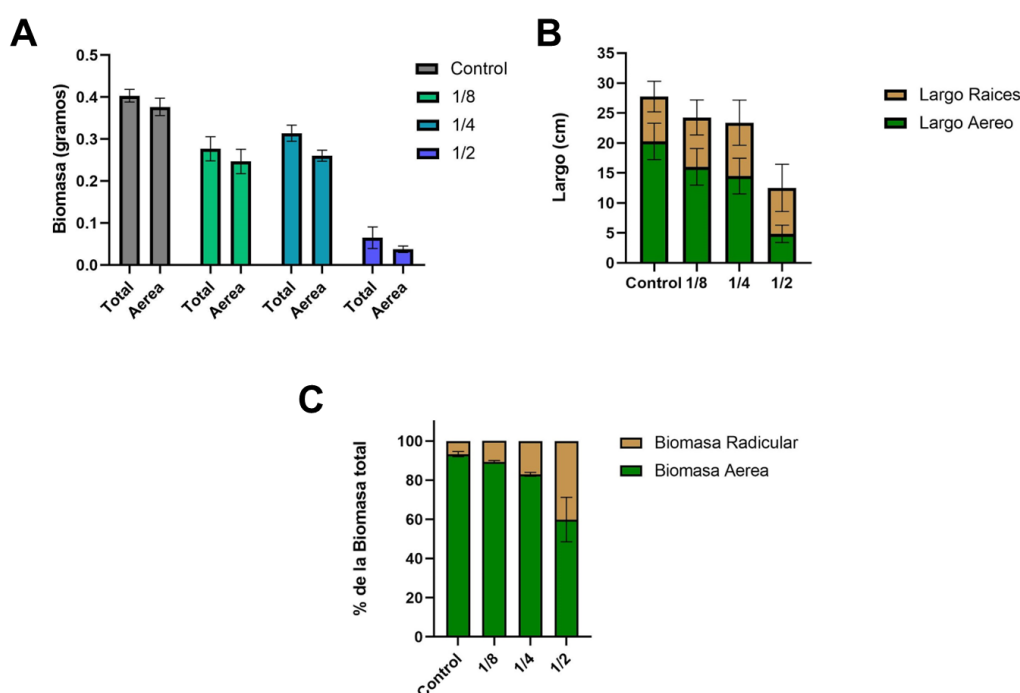 A
Biomasa (gramos)
0.5
0.4
0.3
0.2
0.1
0.0
Total
Aerea
Total
Aerea
Total
Aerea
Total
Aerea
Control
1/8
1/4
1/2
B
Largo (cm)
35
30
25
20
15
10
5
0
Control 1/8 1/4 1/2
Largo Raices
Largo Aereo
C
% de la Biomasa total
100
80
60
40
20
0
Control
1/8
1/4
1/2
Biomasa Radicular
Biomasa Aerea